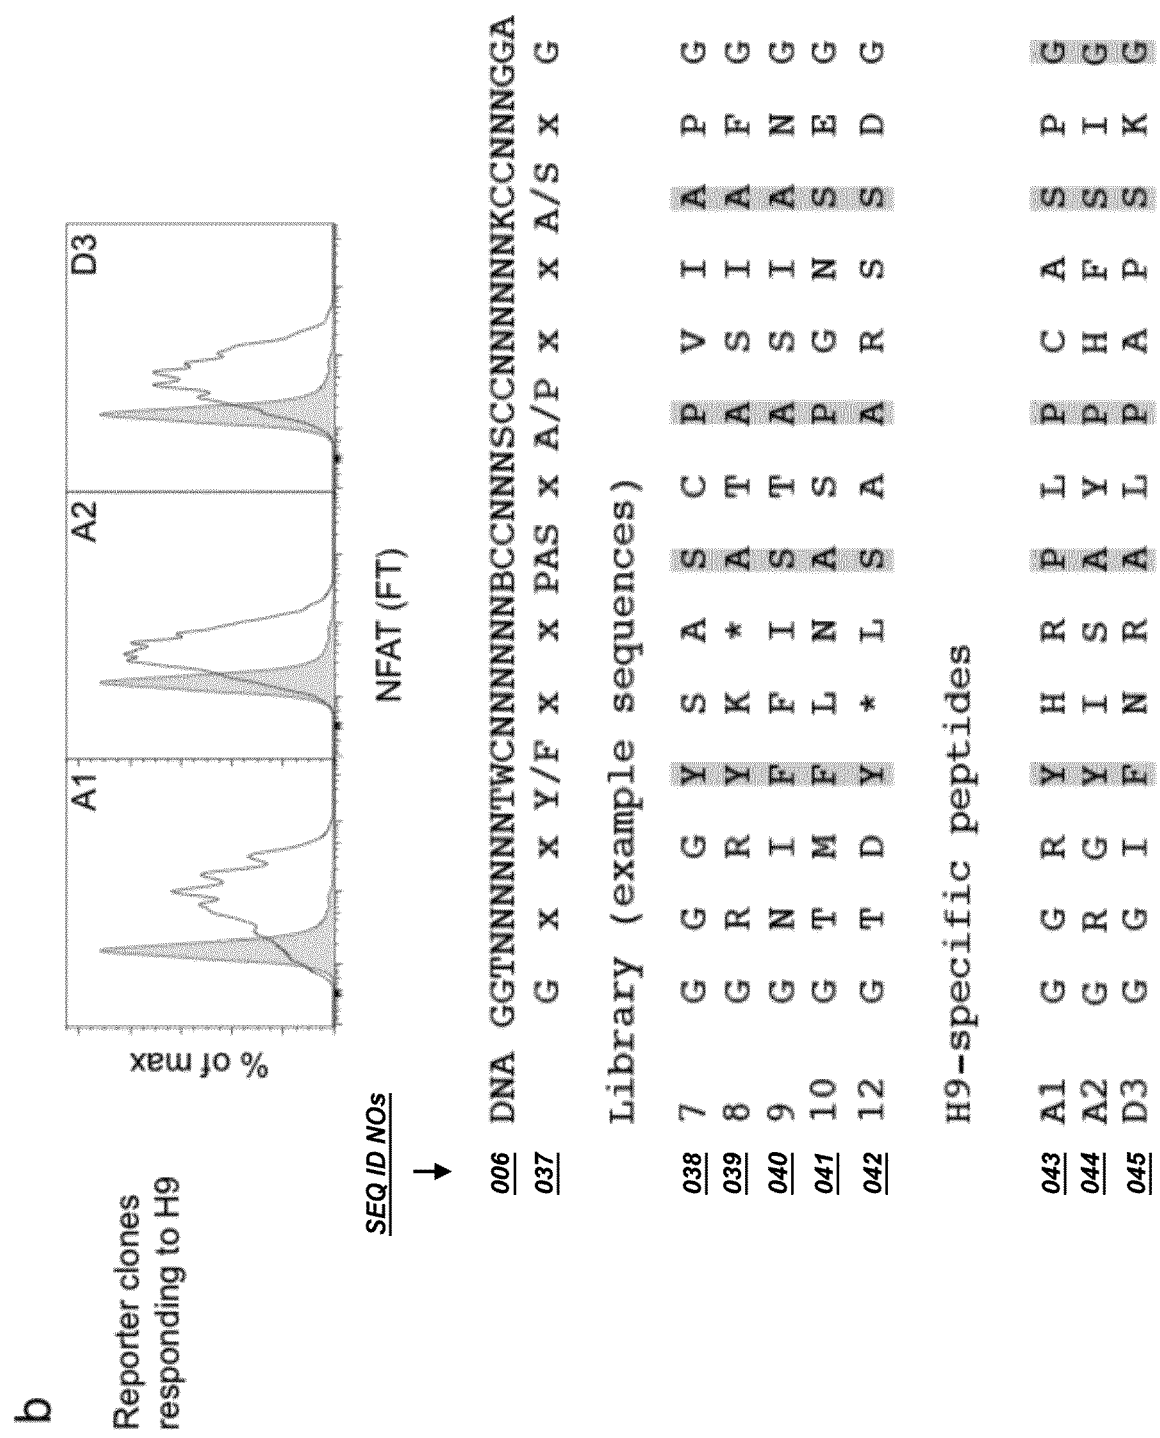 b
Reporter clones
responding to H9
% of max
A1
A2
D3
NFAT (FT)
SEQ ID NOs
006 DNA GGTNNNNNNTWCNNNNNNBCCNNNSCCNNNNNNKCCNNNGGA
037 G x x Y/F x x PAS x A/P x x A/S x G
Library (example sequences)
038 7 G G G Y S A S C P V I A P G
039 8 G R R Y K * A T A S I A F G
040 9 G N I F F I S T A S I A N G
041 10 G T M F L N A S P G N S E G
042 12 G T D Y * L S A A R S S D G
H9-specific peptides
043 A1 G G R Y H R P L P C A S P G
044 A2 G R G Y I S A Y P H F S I G
045 D3 G G I F N R A L P A P S K G